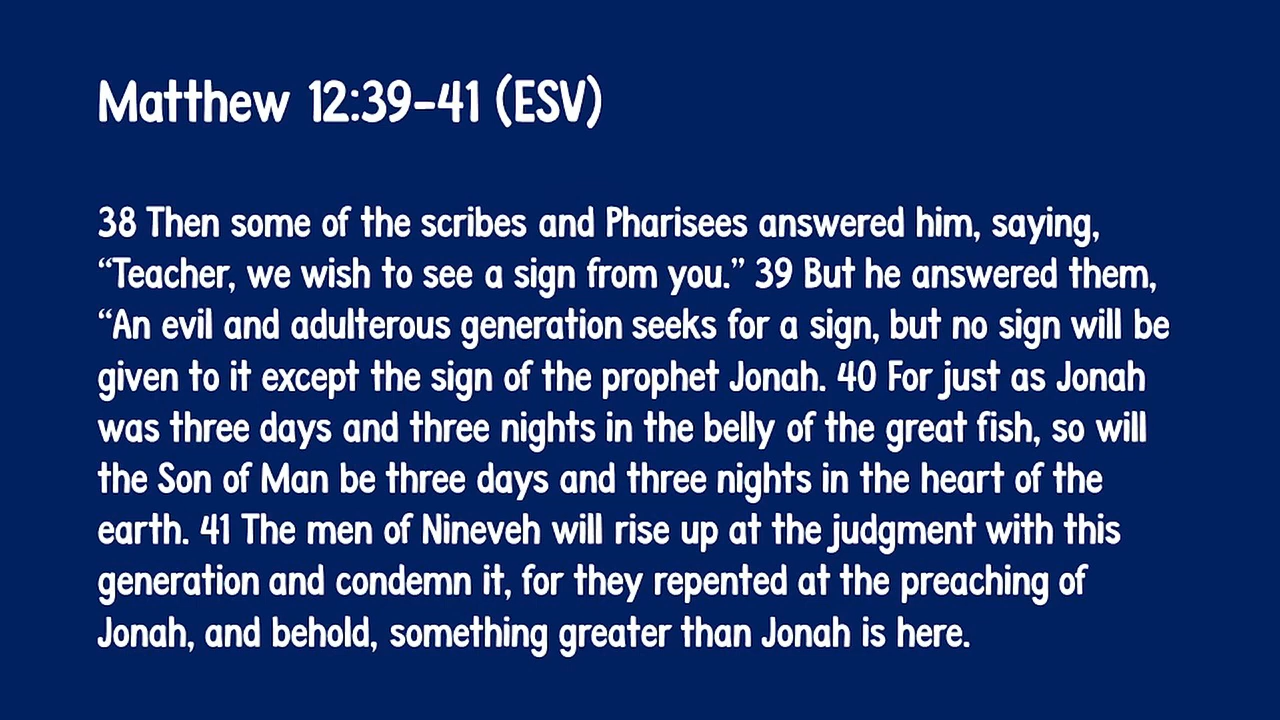 Matthew 12:39–41 (ESV)
38 Then some of the scribes and Pharisees answered him, saying,
“Teacher, we wish to see a sign from you.” 39 But he answered them,
“An evil and adulterous generation seeks for a sign, but no sign will be
given to it except the sign of the prophet Jonah. 40 For just as Jonah
was three days and three nights in the belly of the great fish, so will
the Son of Man be three days and three nights in the heart of the
earth. 41 The men of Nineveh will rise up at the judgment with this
generation and condemn it, for they repented at the preaching of
Jonah, and behold, something greater than Jonah is here.